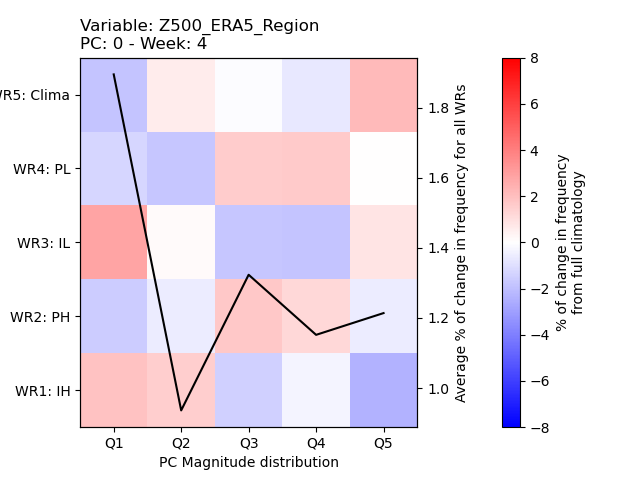 Variable: Z500_ERA5_Region
PC: 0 - Week: 4
WR5: Clima
WR4: PL
WR3: IL
WR2: PH
WR1: IH
Q1 Q2 Q3 Q4 Q5
PC Magnitude distribution
1.8
1.6
1.4
1.2
1.0
Average % of change in frequency for all WRs
8
6
4
2
0
−2
−4
−6
−8
% of change in frequency
from full climatology